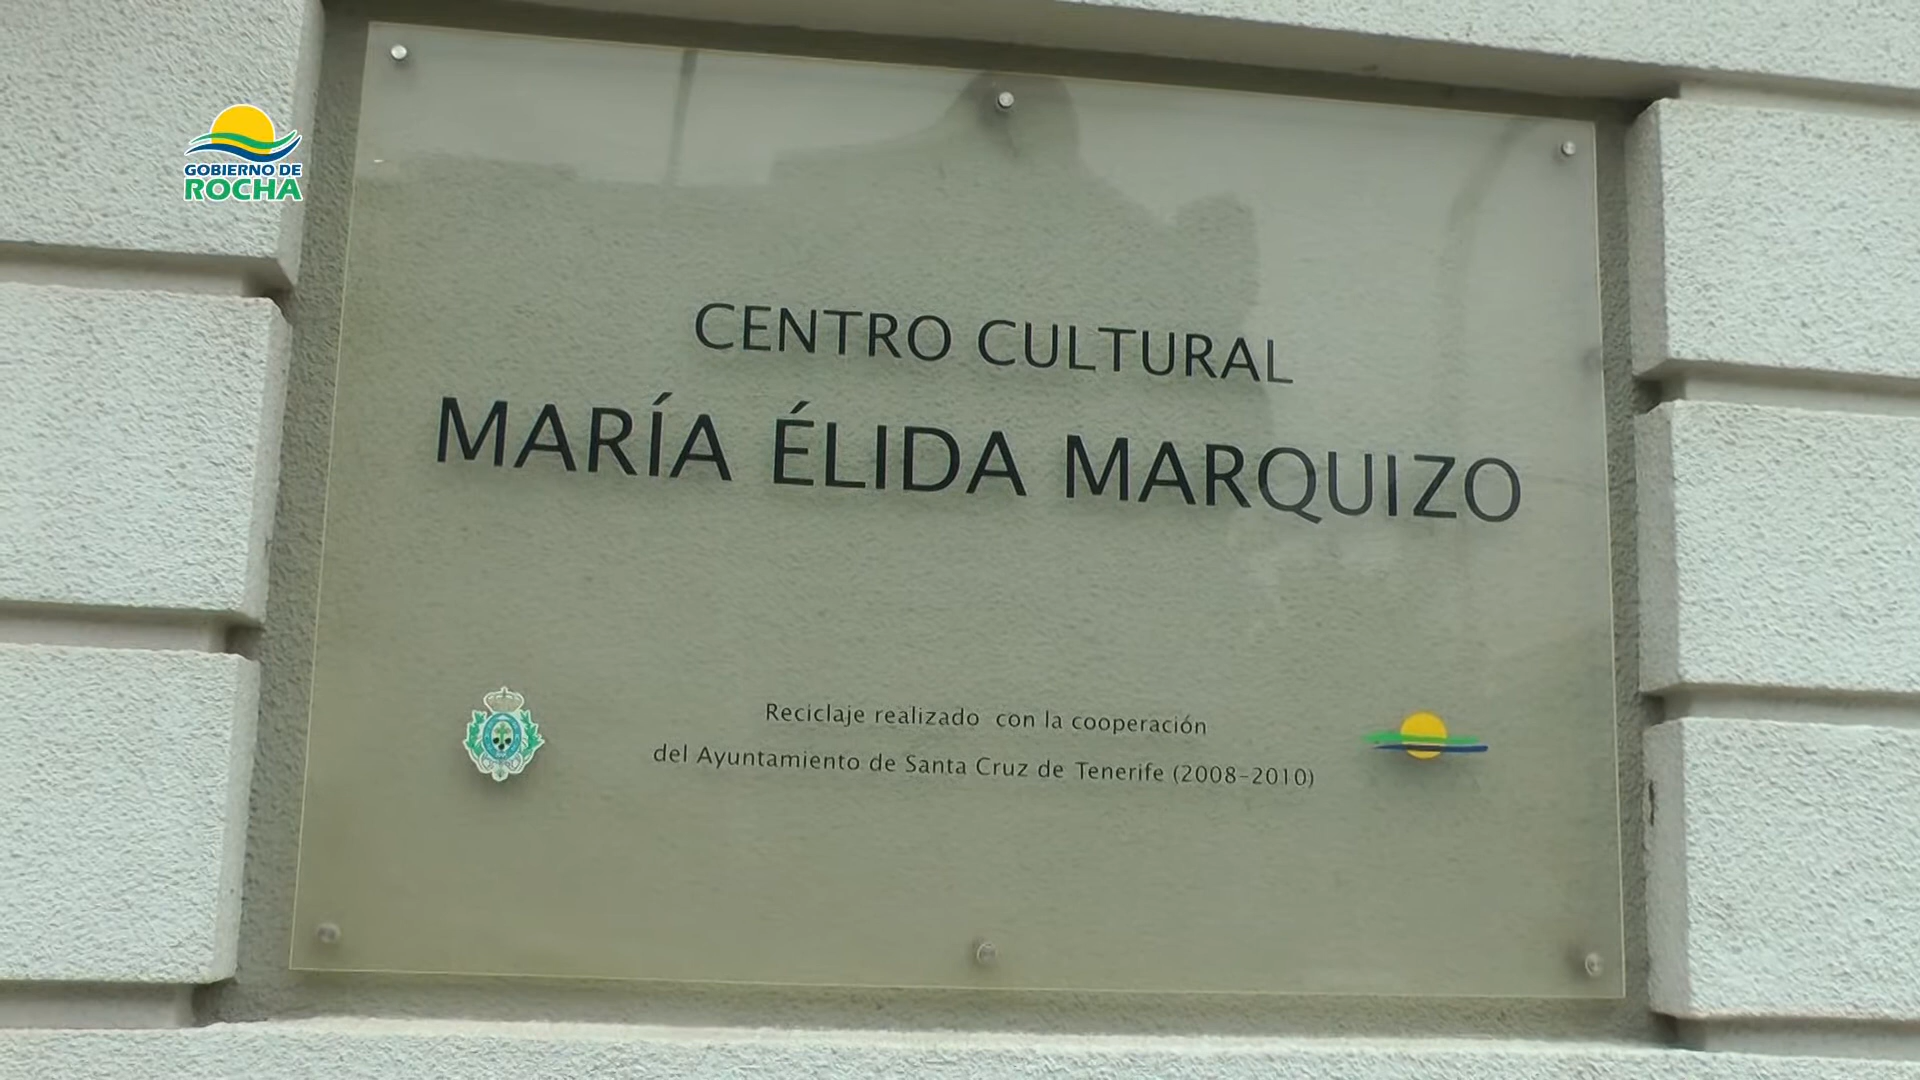 GOBIERNO DE
ROCHA
CENTRO CULTURAL
MARÍA ÉLIDA MARQUIZO
Reciclaje realizado con la cooperación
del Ayuntamiento de Santa Cruz de Tenerife (2008-2010)